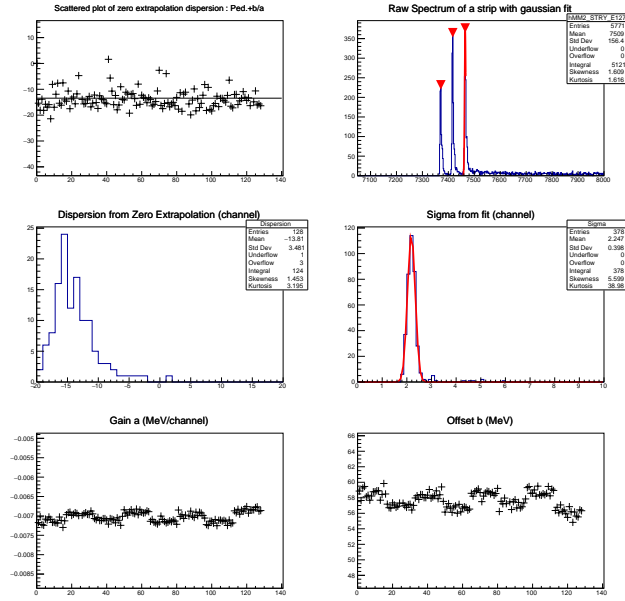 Scattered plot of zero extrapolation dispersion : Ped.+b/a
10
0
−10
−20
−30
−40
0 20 40 60 80 100 120 140
Raw Spectrum of a strip with gaussian fit
hMM2_STRY_E127
Entries 5771
Mean 7509
Std Dev 156.4
Underflow 0
Overflow 0
Integral 5121
Skewness 1.609
Kurtosis 1.616
350
300
250
200
150
100
50
0
7100 7200 7300 7400 7500 7600 7700 7800 7900 8000
Dispersion from Zero Extrapolation (channel)
Dispersion
Entries 128
Mean −13.81
Std Dev 3.481
Underflow 1
Overflow 3
Integral 124
Skewness 1.453
Kurtosis 3.195
25
20
15
10
5
0
−20 −15 −10 −5 0 5 10 15 20
Sigma from fit (channel)
Sigma
Entries 378
Mean 2.247
Std Dev 0.398
Underflow 0
Overflow 0
Integral 378
Skewness 5.599
Kurtosis 38.98
120
100
80
60
40
20
0
0 1 2 3 4 5 6 7 8 9 10
Gain a (MeV/channel)
−0.005
−0.0055
−0.006
−0.0065
−0.007
−0.0075
−0.008
−0.0085
0 20 40 60 80 100 120 140
Offset b (MeV)
66
64
62
60
58
56
54
52
50
48
0 20 40 60 80 100 120 140